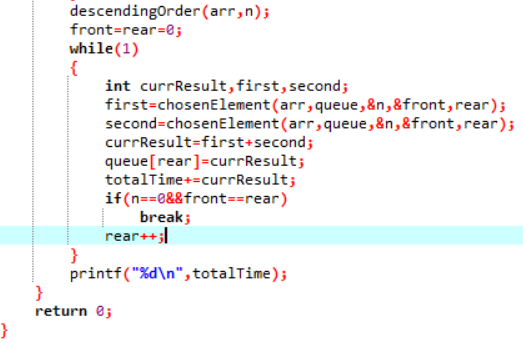 descendingOrder(arr,n);
front=rear=0;
while(1)
{
int currResult,first,second;
first=chosenElement(arr,queue,&n,&front,rear);
second=chosenElement(arr,queue,&n,&front,rear);
currResult=first+second;
queue[rear]=currResult;
totalTime+=currResult;
if(n==0&&front==rear)
break;
rear++;
}
printf("%d\n",totalTime);
}
return 0;
}